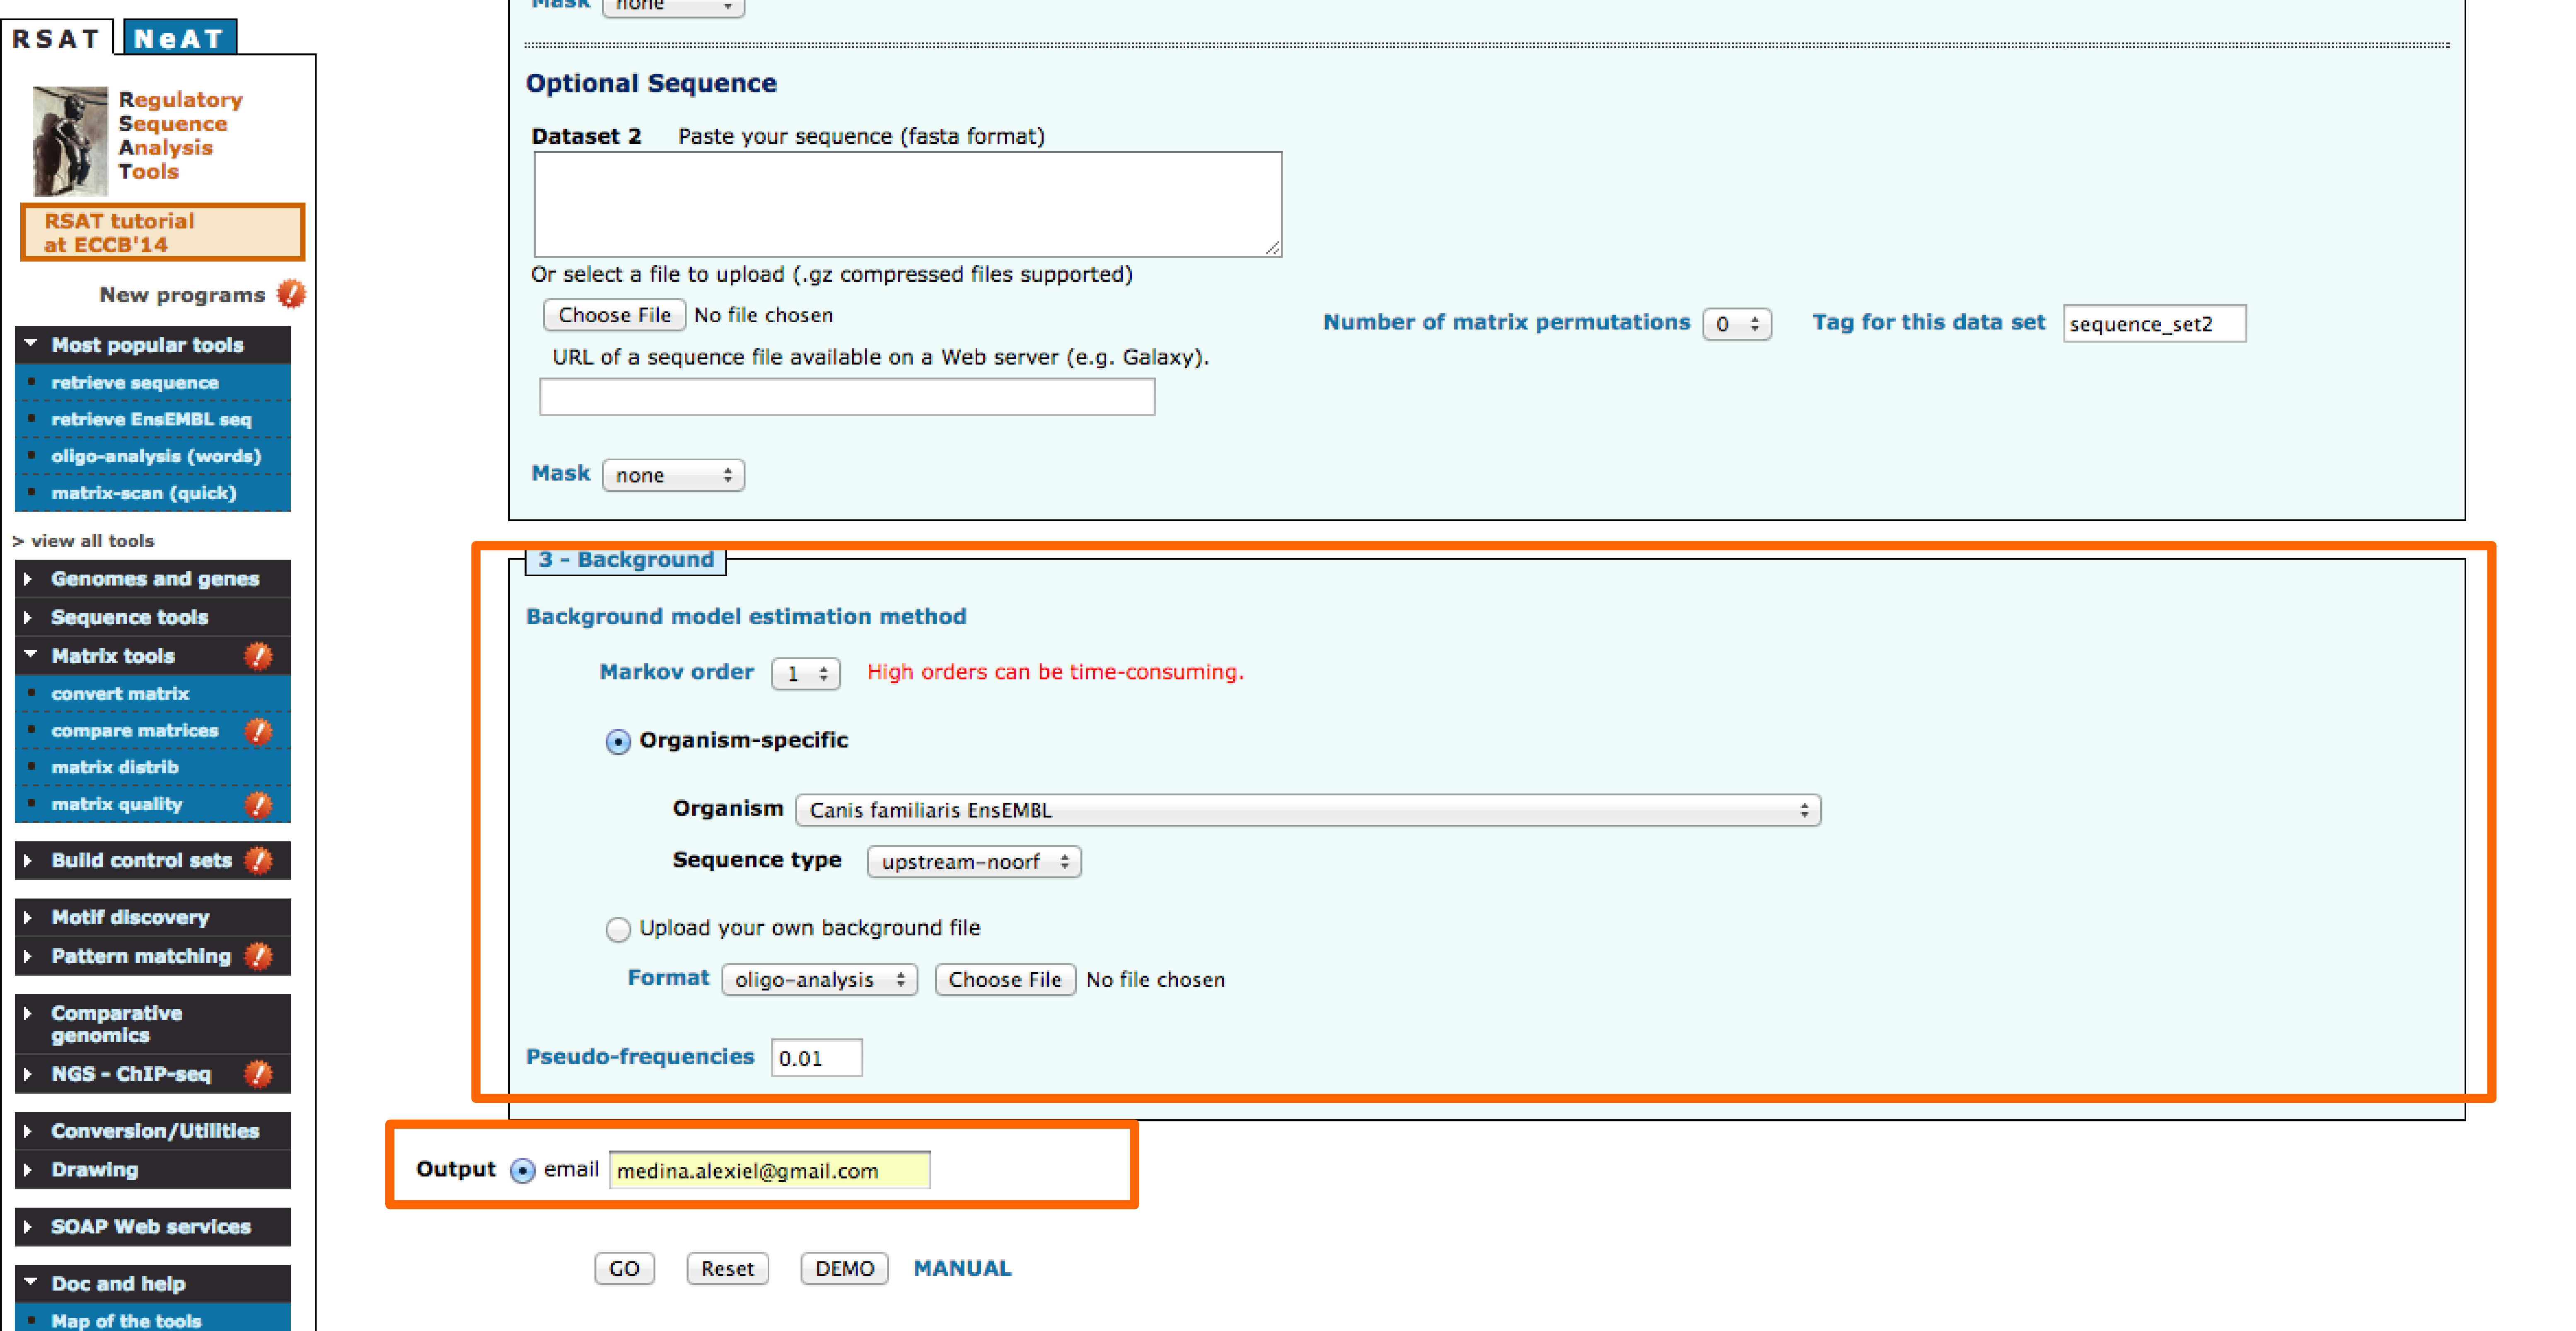 RSAT NeAT
Regulatory
Sequence
Analysis
Tools
RSAT tutorial
at ECCB'14
New programs
Most popular tools
retrieve sequence
retrieve EnsEMBL seq
oligo-analysis (words)
matrix-scan (quick)
> view all tools
Genomes and genes
Sequence tools
Matrix tools
convert matrix
compare matrices
matrix distrib
matrix quality
Build control sets
Motif discovery
Pattern matching
Comparative
genomics
NGS - ChIP-seq
Conversion/Utilities
Drawing
SOAP Web services
Doc and help
Map of the tools
Mask none
Optional Sequence
Dataset 2 Paste your sequence (fasta format)
Or select a file to upload (.gz compressed files supported)
Choose File No file chosen
Number of matrix permutations 0 Tag for this data set sequence_set2
URL of a sequence file available on a Web server (e.g. Galaxy).
Mask none
3 - Background
Background model estimation method
Markov order 1 High orders can be time-consuming.
Organism-specific
Organism Canis familiaris EnsEMBL
Sequence type upstream-noorf
Upload your own background file
Format oligo-analysis Choose File No file chosen
Pseudo-frequencies 0.01
Output email medina.alexiel@gmail.com
GO Reset DEMO MANUAL